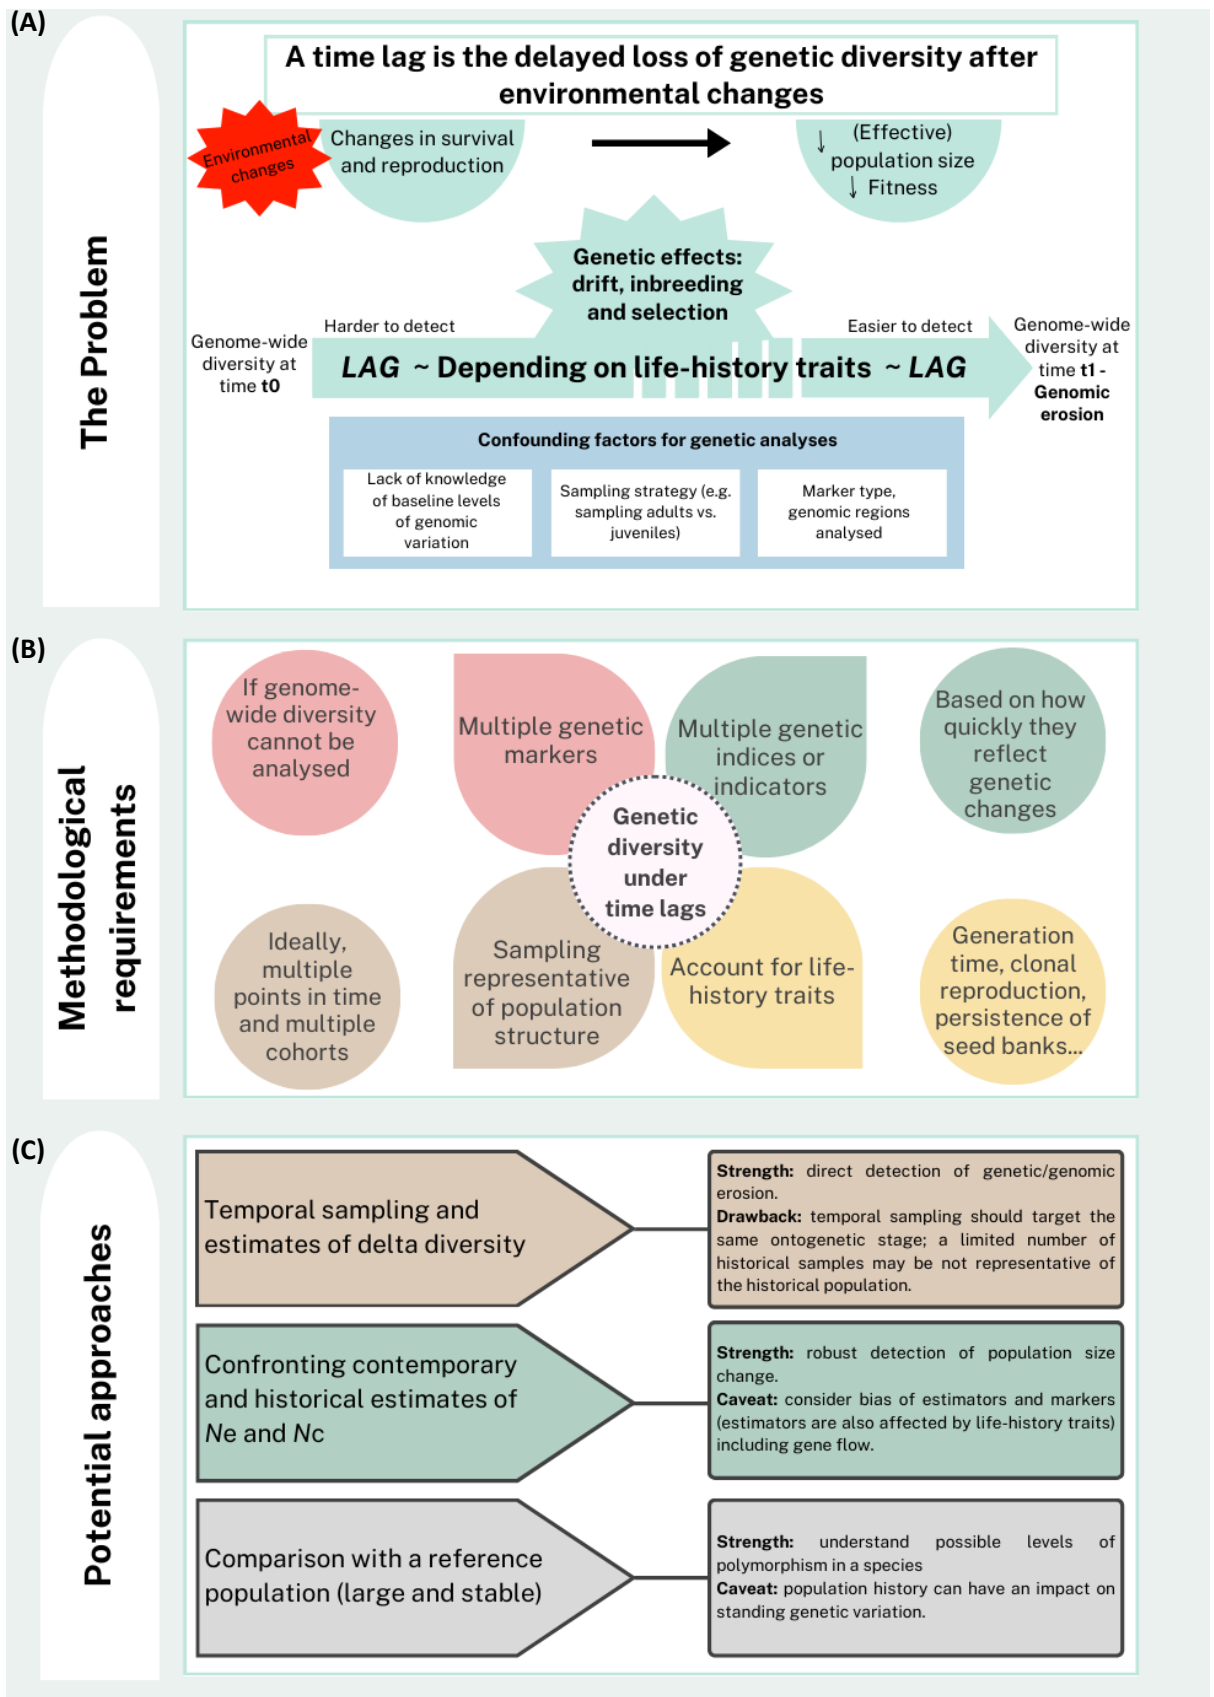 (A)
The Problem
A time lag is the delayed loss of genetic diversity after
environmental changes
Environmental
changes
Changes in survival
and reproduction
↓ (Effective)
population size
↓ Fitness
Genetic effects:
drift, inbreeding
and selection
Harder to detect
Easier to detect
Genome-wide
diversity at
time t0
LAG ~ Depending on life-history traits ~ LAG
Genome-wide
diversity at
time t1 -
Genomic
erosion
Confounding factors for genetic analyses
Lack of knowledge
of baseline levels
of genomic
variation
Sampling strategy (e.g.
sampling adults vs.
juveniles)
Marker type,
genomic regions
analysed
(B)
Methodological
requirements
If genome-
wide diversity
cannot be
analysed
Multiple genetic
markers
Multiple genetic
indices or
indicators
Based on how
quickly they
reflect
genetic
changes
Genetic
diversity
under
time lags
Ideally,
multiple
points in time
and multiple
cohorts
Sampling
representative
of population
structure
Account for life-
history traits
Generation
time, clonal
reproduction,
persistence of
seed banks...
(C)
Potential approaches
Temporal sampling and
estimates of delta diversity
Strength: direct detection of genetic/genomic
erosion.
Drawback: temporal sampling should target the
same ontogenetic stage; a limited number of
historical samples may be not representative of
the historical population.
Confronting contemporary
and historical estimates of
Ne and Nc
Strength: robust detection of population size
change.
Caveat: consider bias of estimators and markers
(estimators are also affected by life-history traits)
including gene flow.
Comparison with a reference
population (large and stable)
Strength: understand possible levels of
polymorphism in a species
Caveat: population history can have an impact on
standing genetic variation.